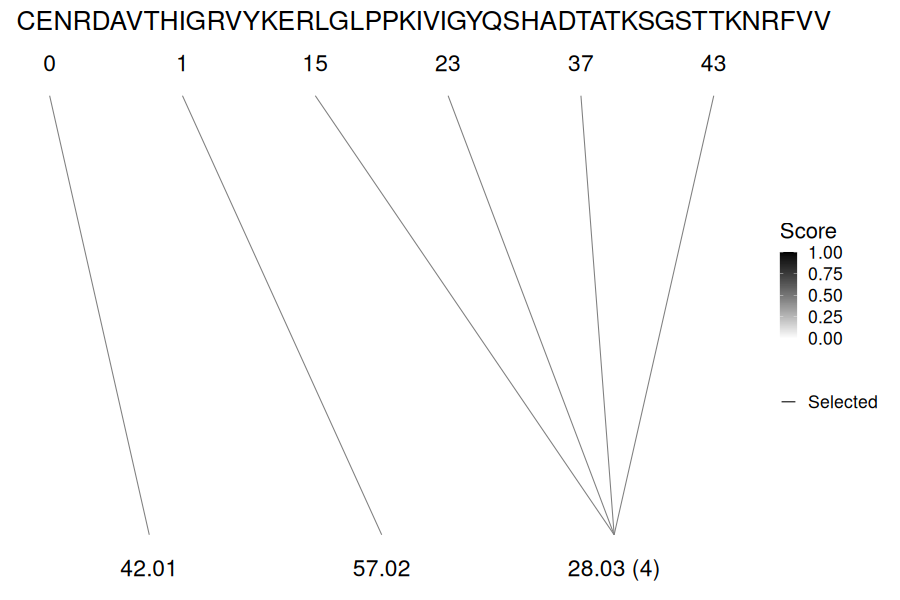 CENRDAVTHIGRVYKERLGLPPKIVIGYQSHADTATKSGSTTKNRFVV
0 1 15 23 37 43
Score
1.00
0.75
0.50
0.25
0.00
Selected
42.01 57.02 28.03 (4)